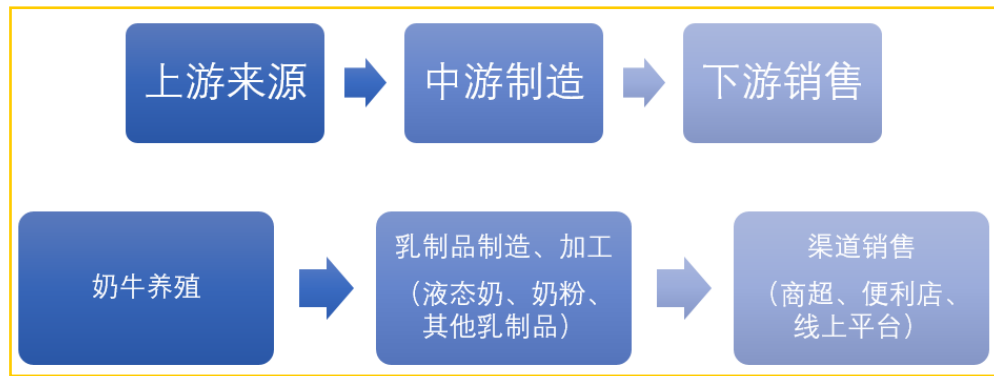 上游来源
中游制造
下游销售
奶牛养殖
乳制品制造、加工
（液态奶、奶粉、
其他乳制品）
渠道销售
（商超、便利店、
线上平台）